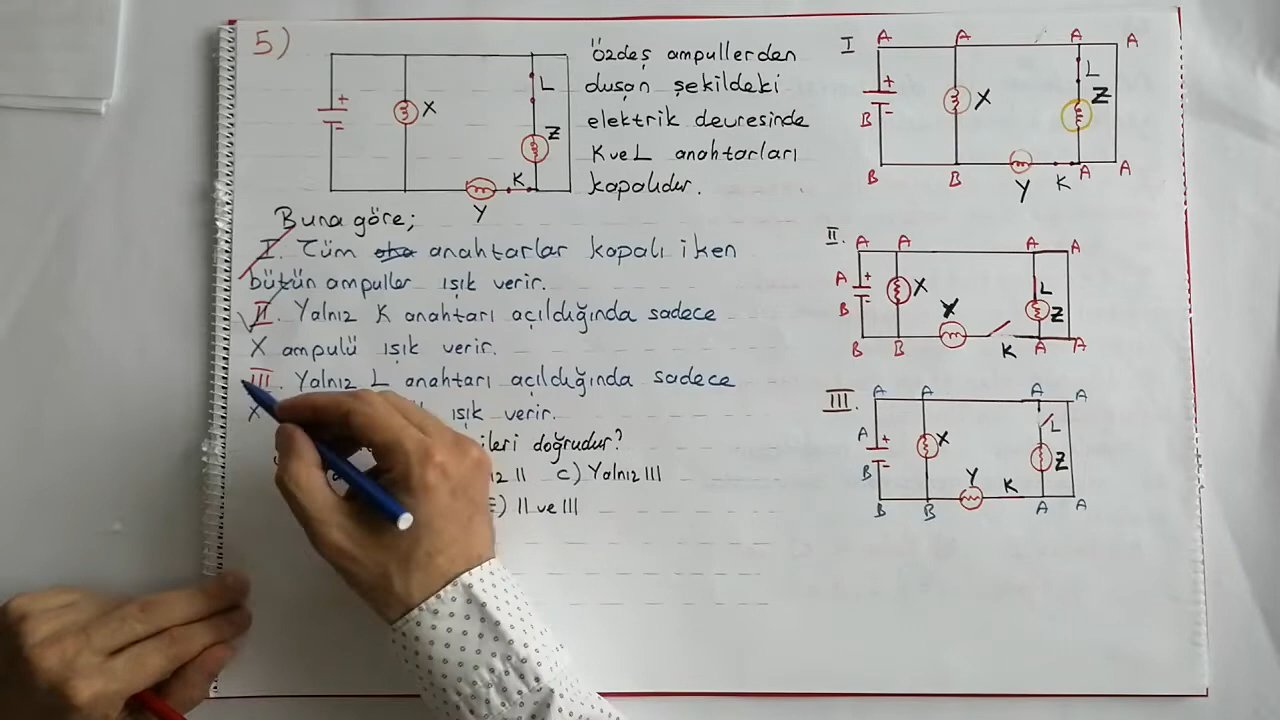 5)
+
-
X
L
Z
K
Y
Özdeş ampullerden
duşan şekildeki
elektrik devresinde
K ve L anahtarları
kapalıdır.
Buna göre;
I. Tüm anahtarlar kapalı iken
bütün ampuller ışık verir.
II. Yalnız K anahtarı açıldığında sadece
X ampulü ışık verir.
III. Yalnız L anahtarı açıldığında sadece
X ışık verir.
doğrudur?
II C) Yalnız III
II ve III
I
A A A A
+
-
B
X
L
Z
B B Y K A A
II.
A A A A
A
+
B
-
X
L
Z
Y
B B K A A
III.
A A A A
A
+
B
-
X
L
Z
Y K
B B A A